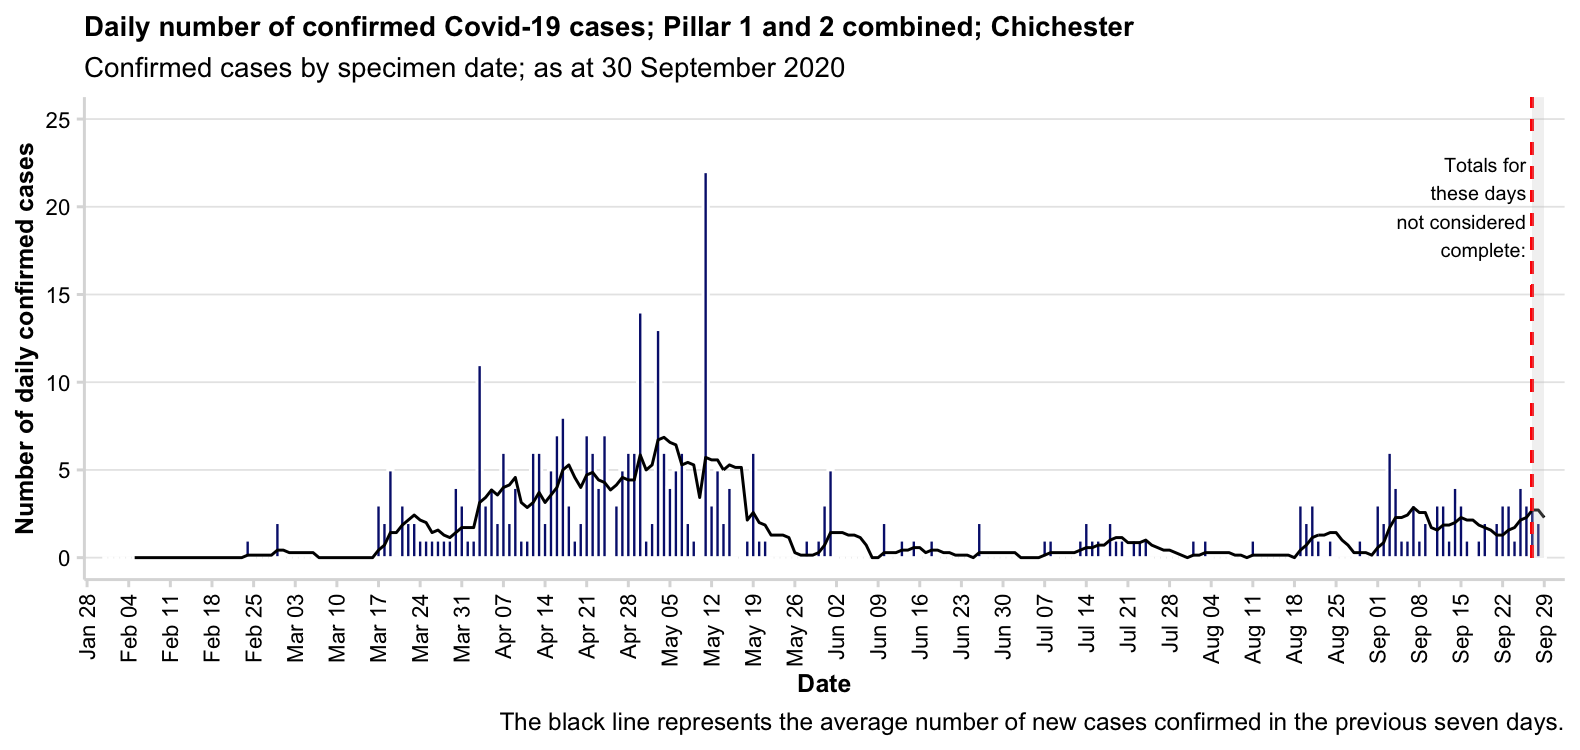 Daily number of confirmed Covid-19 cases; Pillar 1 and 2 combined; Chichester
Confirmed cases by specimen date; as at 30 September 2020
Number of daily confirmed cases
25
20
15
10
5
0
Totals for
these days
not considered
complete:
Jan 28
Feb 04
Feb 11
Feb 18
Feb 25
Mar 03
Mar 10
Mar 17
Mar 24
Mar 31
Apr 07
Apr 14
Apr 21
Apr 28
May 05
May 12
May 19
May 26
Jun 02
Jun 09
Jun 16
Jun 23
Jun 30
Jul 07
Jul 14
Jul 21
Jul 28
Aug 04
Aug 11
Aug 18
Aug 25
Sep 01
Sep 08
Sep 15
Sep 22
Sep 29
Date
The black line represents the average number of new cases confirmed in the previous seven days.